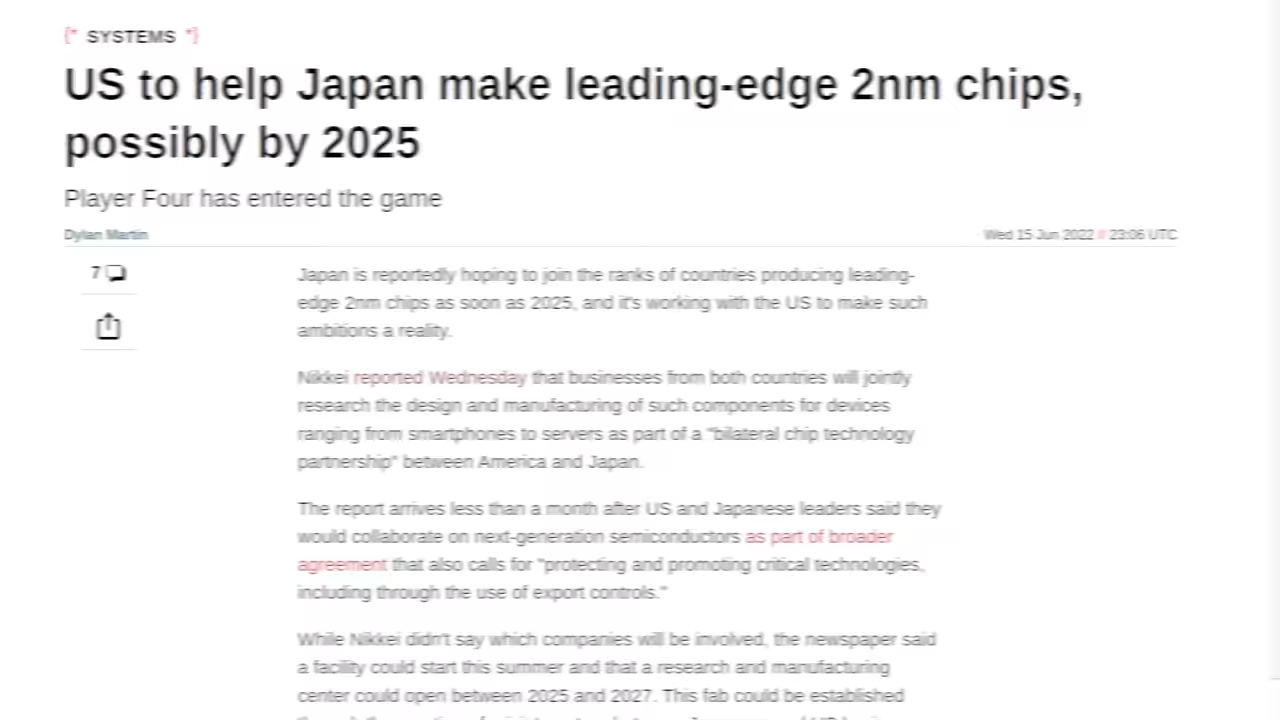 {* SYSTEMS *}
US to help Japan make leading-edge 2nm chips,
possibly by 2025
Player Four has entered the game
Dylan Martin
Wed 15 Jun 2022 // 23:06 UTC
7
Japan is reportedly hoping to join the ranks of countries producing leading-
edge 2nm chips as soon as 2025, and it's working with the US to make such
ambitions a reality.
Nikkei reported Wednesday that businesses from both countries will jointly
research the design and manufacturing of such components for devices
ranging from smartphones to servers as part of a "bilateral chip technology
partnership" between America and Japan.
The report arrives less than a month after US and Japanese leaders said they
would collaborate on next-generation semiconductors as part of broader
agreement that also calls for "protecting and promoting critical technologies,
including through the use of export controls."
While Nikkei didn't say which companies will be involved, the newspaper said
a facility could start this summer and that a research and manufacturing
center could open between 2025 and 2027. This fab could be established